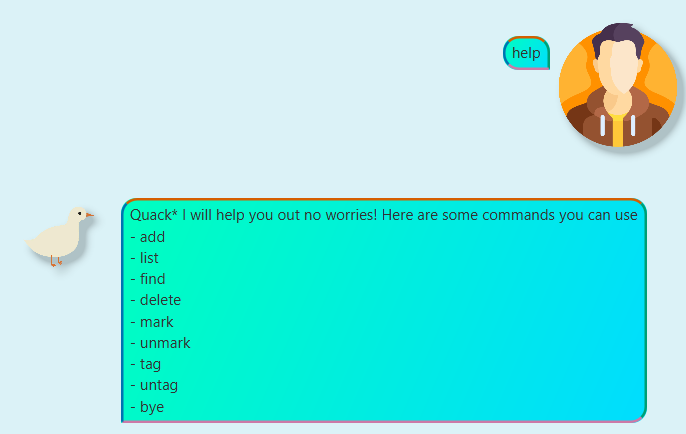 help
Quack* I will help you out no worries! Here are some commands you can use
- add
- list
- find
- delete
- mark
- unmark
- tag
- untag
- bye